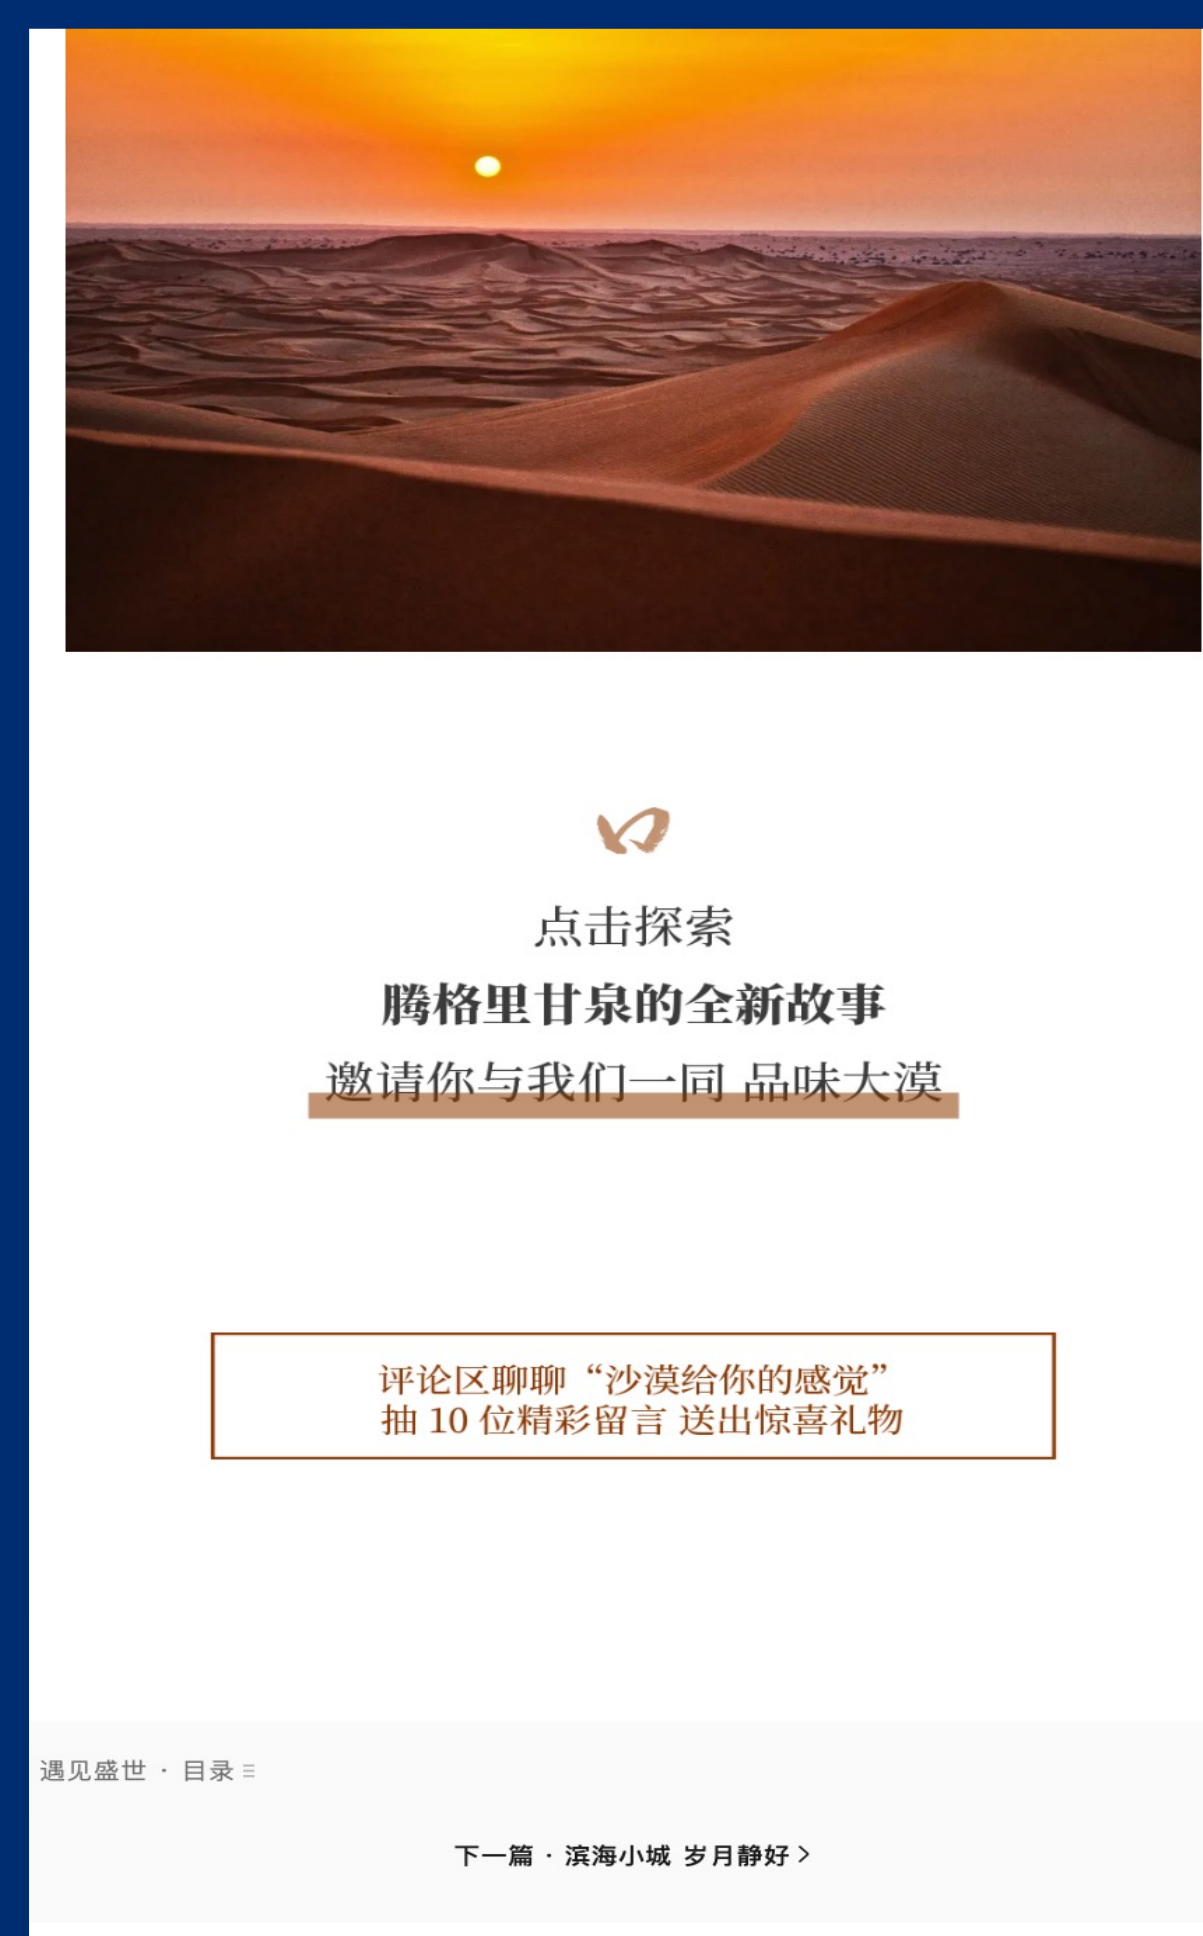 点击探索
腾格里甘泉的全新故事
邀请你与我们一同 品味大漠
评论区聊聊“沙漠给你的感觉”
抽 10 位精彩留言 送出惊喜礼物
遇见盛世 · 目录
下一篇 · 滨海小城 岁月静好 >